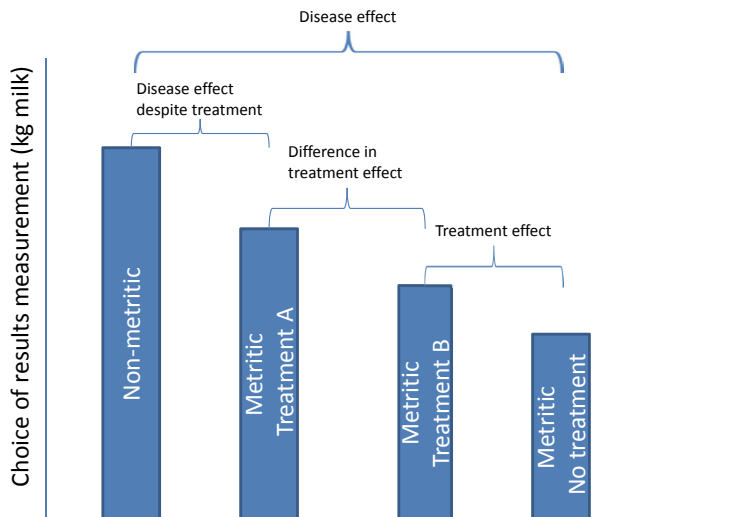 Disease effect
Disease effect
despite treatment
Difference in
treatment effect
Treatment effect
Choice of results measurement (kg milk)
Non-metritic
Metritic
Treatment A
Metritic
Treatment B
Metritic
No treatment